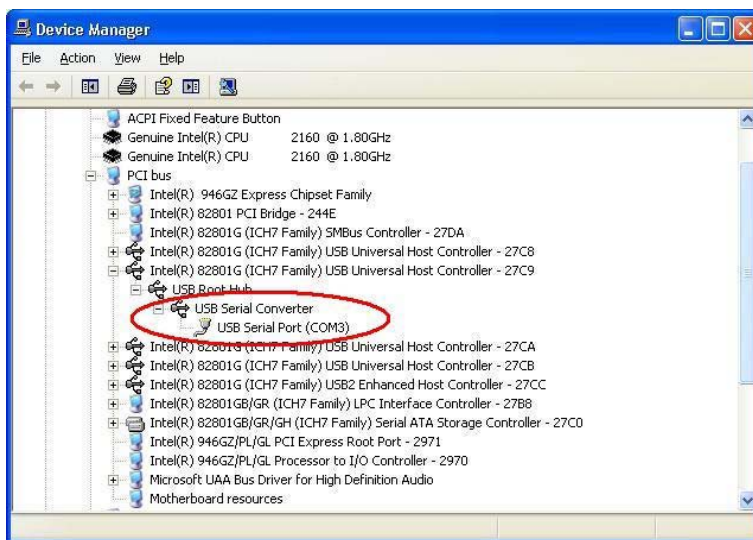 Device Manager
File Action View Help
ACPI Fixed Feature Button
Genuine Intel(R) CPU 2160 @ 1.80GHz
Genuine Intel(R) CPU 2160 @ 1.80GHz
PCI bus
Intel(R) 946GZ Express Chipset Family
Intel(R) 82801 PCI Bridge - 244E
Intel(R) 82801G (ICH7 Family) SMBus Controller - 27DA
Intel(R) 82801G (ICH7 Family) USB Universal Host Controller - 27C8
Intel(R) 82801G (ICH7 Family) USB Universal Host Controller - 27C9
USB Root Hub
USB Serial Converter
USB Serial Port (COM3)
Intel(R) 82801G (ICH7 Family) USB Universal Host Controller - 27CA
Intel(R) 82801G (ICH7 Family) USB Universal Host Controller - 27CB
Intel(R) 82801G (ICH7 Family) USB2 Enhanced Host Controller - 27CC
Intel(R) 82801GB/GR (ICH7 Family) LPC Interface Controller - 27B8
Intel(R) 82801GB/GR/GH (ICH7 Family) Serial ATA Storage Controller - 27C0
Intel(R) 946GZ/PL/GL PCI Express Root Port - 2971
Intel(R) 946GZ/PL/GL Processor to I/O Controller - 2970
Microsoft UAA Bus Driver for High Definition Audio
Motherboard resources